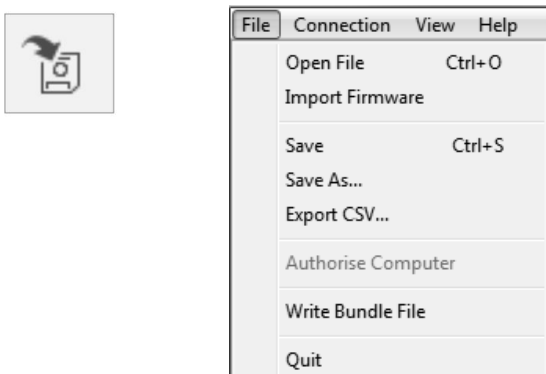 File Connection View Help
Open File Ctrl+O
Import Firmware
Save Ctrl+S
Save As...
Export CSV...
Authorise Computer
Write Bundle File
Quit